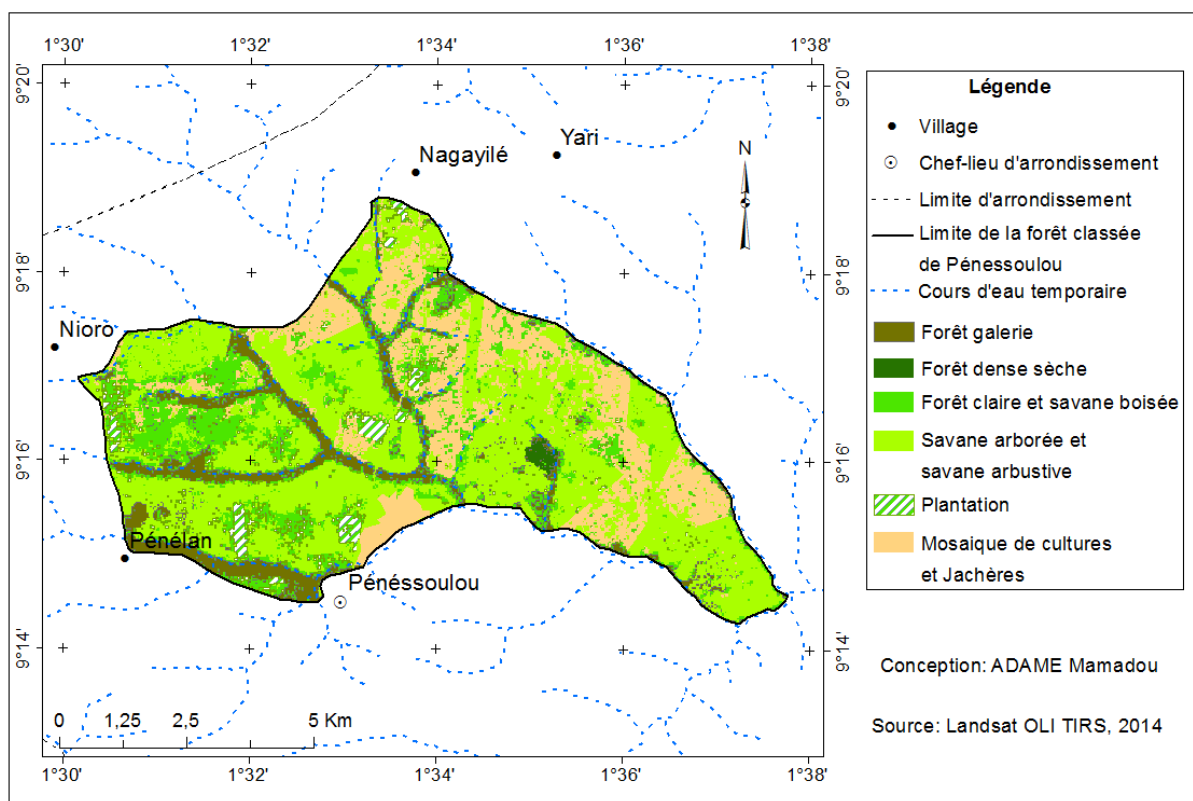 1°30' 1°32' 1°34' 1°36' 1°38'
9°20' 9°20'
Yari
Nagayilé
N
9°18' 9°18'
Nioro
9°16' 9°16'
Pénélan
Pénéssoulou
9°14' 9°14'
0 1,25 2,5 5 Km
1°30' 1°32' 1°34' 1°36' 1°38'
Légende
Village
Chef-lieu d'arrondissement
Limite d'arrondissement
Limite de la forêt classée
de Pénessoulou
Cours d'eau temporaire
Forêt galerie
Forêt dense sèche
Forêt claire et savane boisée
Savane arborée et
savane arbustive
Plantation
Mosaique de cultures
et Jachères
Conception: ADAME Mamadou
Source: Landsat OLI TIRS, 2014